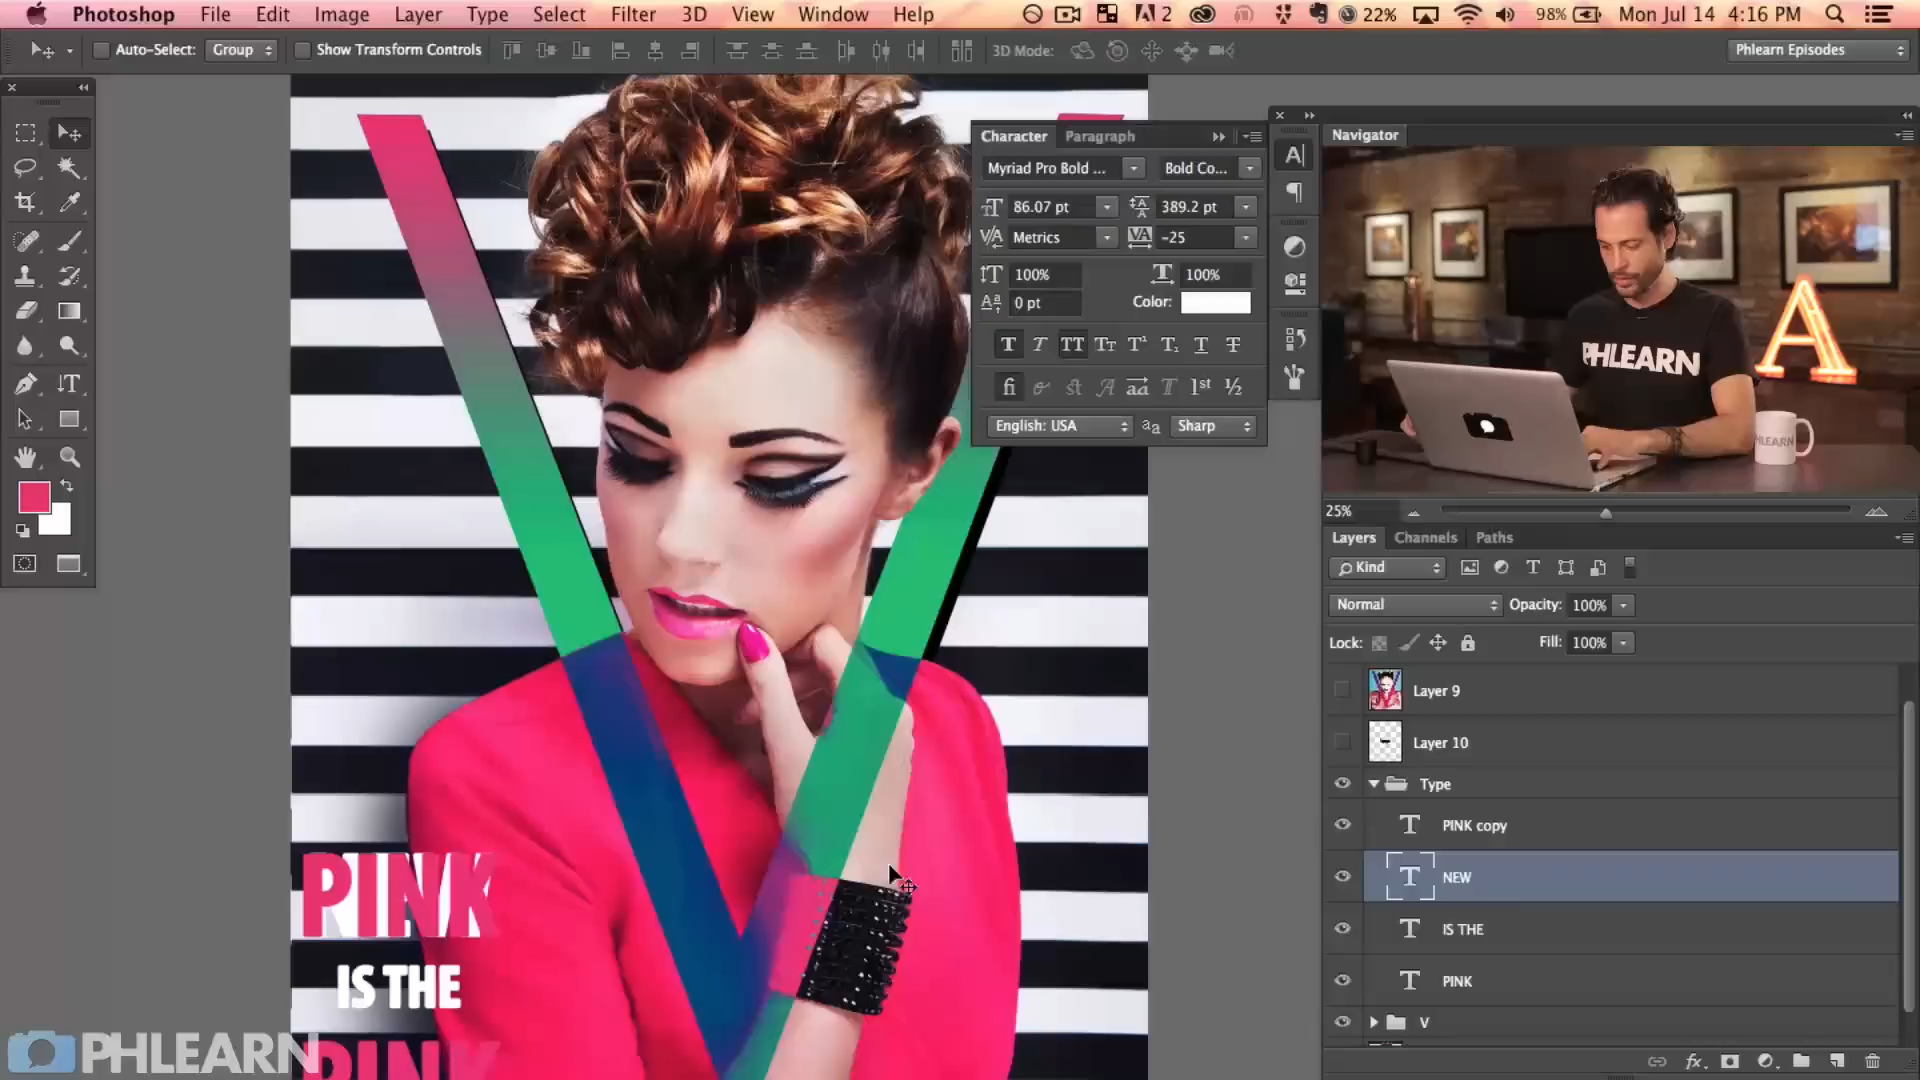 Photoshop File Edit Image Layer Type Select Filter 3D View Window Help 2 22% 98% Mon Jul 14 4:16 PM
Auto-Select: Group Show Transform Controls 3D Mode: Phlearn Episodes
Character Paragraph
Myriad Pro Bold ... Bold Co...
86.07 pt 389.2 pt
Metrics -25
100% 100%
0 pt Color:
English: USA Sharp
Navigator
PHLEARN
A
PHLEARN
25%
Layers Channels Paths
Kind
Normal Opacity: 100%
Lock: Fill: 100%
Layer 9
Layer 10
Type
PINK copy
NEW
IS THE
PINK
V
PINK
IS THE
PINK
PHLEARN